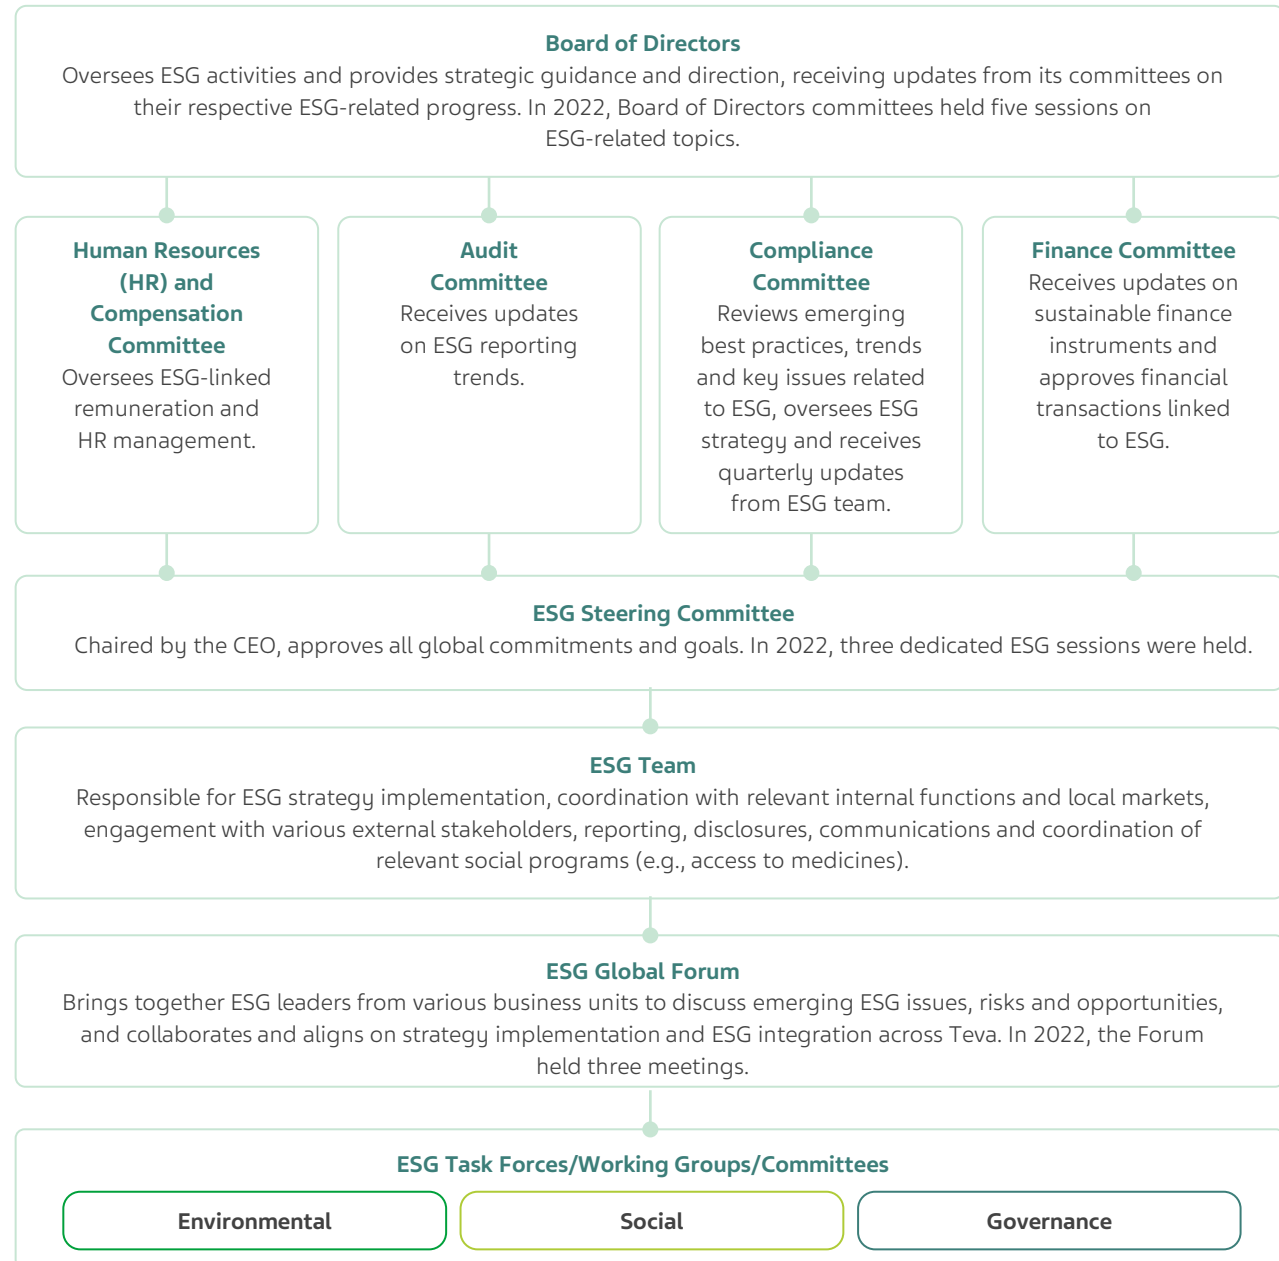 Board of Directors
Oversees ESG activities and provides strategic guidance and direction, receiving updates from its committees on
their respective ESG-related progress. In 2022, Board of Directors committees held five sessions on
ESG-related topics.
Human Resources
(HR) and
Compensation
Committee
Oversees ESG-linked
remuneration and
HR management.
Audit
Committee
Receives updates
on ESG reporting
trends.
Compliance
Committee
Reviews emerging
best practices, trends
and key issues related
to ESG, oversees ESG
strategy and receives
quarterly updates
from ESG team.
Finance Committee
Receives updates on
sustainable finance
instruments and
approves financial
transactions linked
to ESG.
ESG Steering Committee
Chaired by the CEO, approves all global commitments and goals. In 2022, three dedicated ESG sessions were held.
ESG Team
Responsible for ESG strategy implementation, coordination with relevant internal functions and local markets,
engagement with various external stakeholders, reporting, disclosures, communications and coordination of
relevant social programs (e.g., access to medicines).
ESG Global Forum
Brings together ESG leaders from various business units to discuss emerging ESG issues, risks and opportunities,
and collaborates and aligns on strategy implementation and ESG integration across Teva. In 2022, the Forum
held three meetings.
ESG Task Forces/Working Groups/Committees
Environmental
Social
Governance